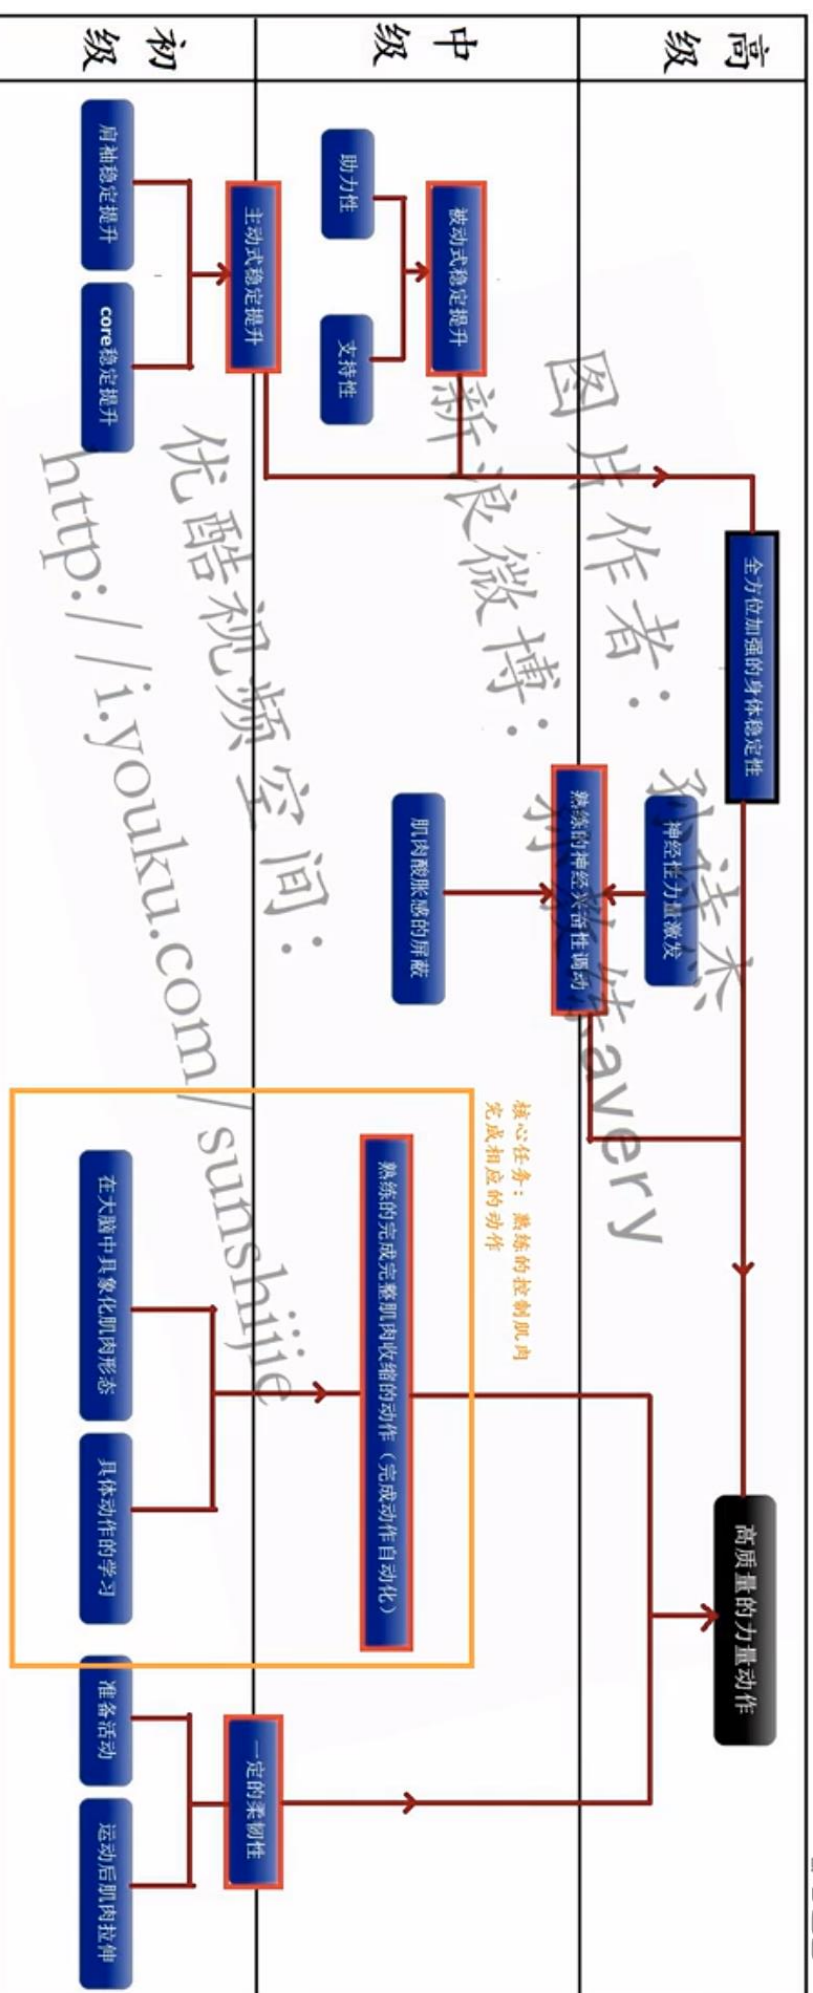 高级
全方位加强的身体稳定性
神经性力量激发
高质量的力量动作
中级
被动式稳定提升
助力性
支持性
熟练的神经兴奋性调动
肌肉酸胀感的屏蔽
核心任务：熟练的控制肌肉
完成相应的动作
熟练的完成完整肌肉收缩的动作（完成动作自动化）
初级
主动式稳定提升
肩袖稳定提升
core稳定提升
在大脑中具象化肌肉形态
具体动作的学习
一定的柔韧性
准备活动
运动后肌肉拉伸
图片作者：孙诗杰
新浪微博：
avery
优酷视频空间：
http://i.youku.com/sunshijie